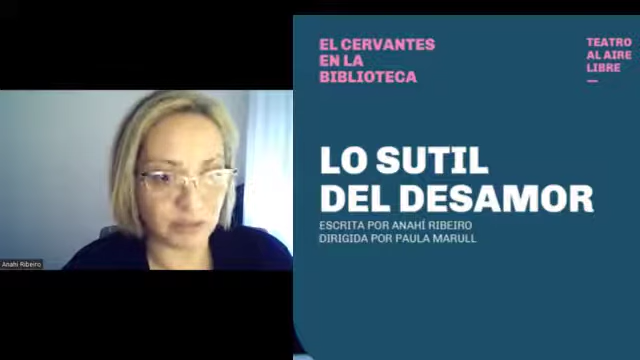 EL CERVANTES
EN LA
BIBLIOTECA
TEATRO
AL AIRE
LIBRE
LO SUTIL
DEL DESAMOR
ESCRITA POR ANAHÍ RIBEIRO
DIRIGIDA POR PAULA MARULL
Anahi Ribeiro